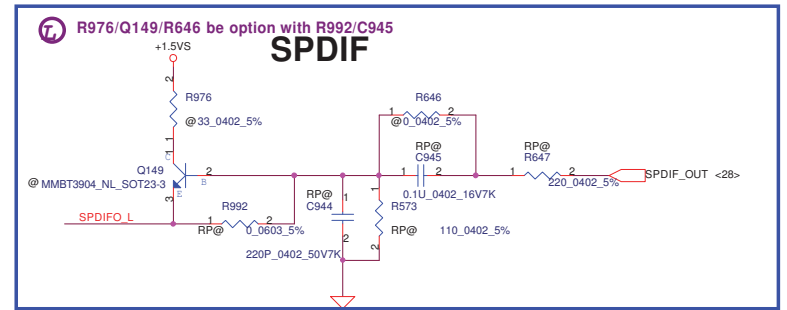 L R976/Q149/R646 be option with R992/C945
SPDIF
+1.5VS
2
R976
@ 33_0402_5%
1
1
C
Q149
@ MMBT3904_NL_SOT23-3
2
B
E
3
SPDIFO_L
1
R992
2
RP@
0_0603_5%
RP@
C944
1
2
220P_0402_50V7K
R646
1
2
@0_0402_5%
RP@
C945
1
2
0.1U_0402_16V7K
1
R573
2
RP@
110_0402_5%
RP@
R647
1
2
220_0402_5%
SPDIF_OUT <28>